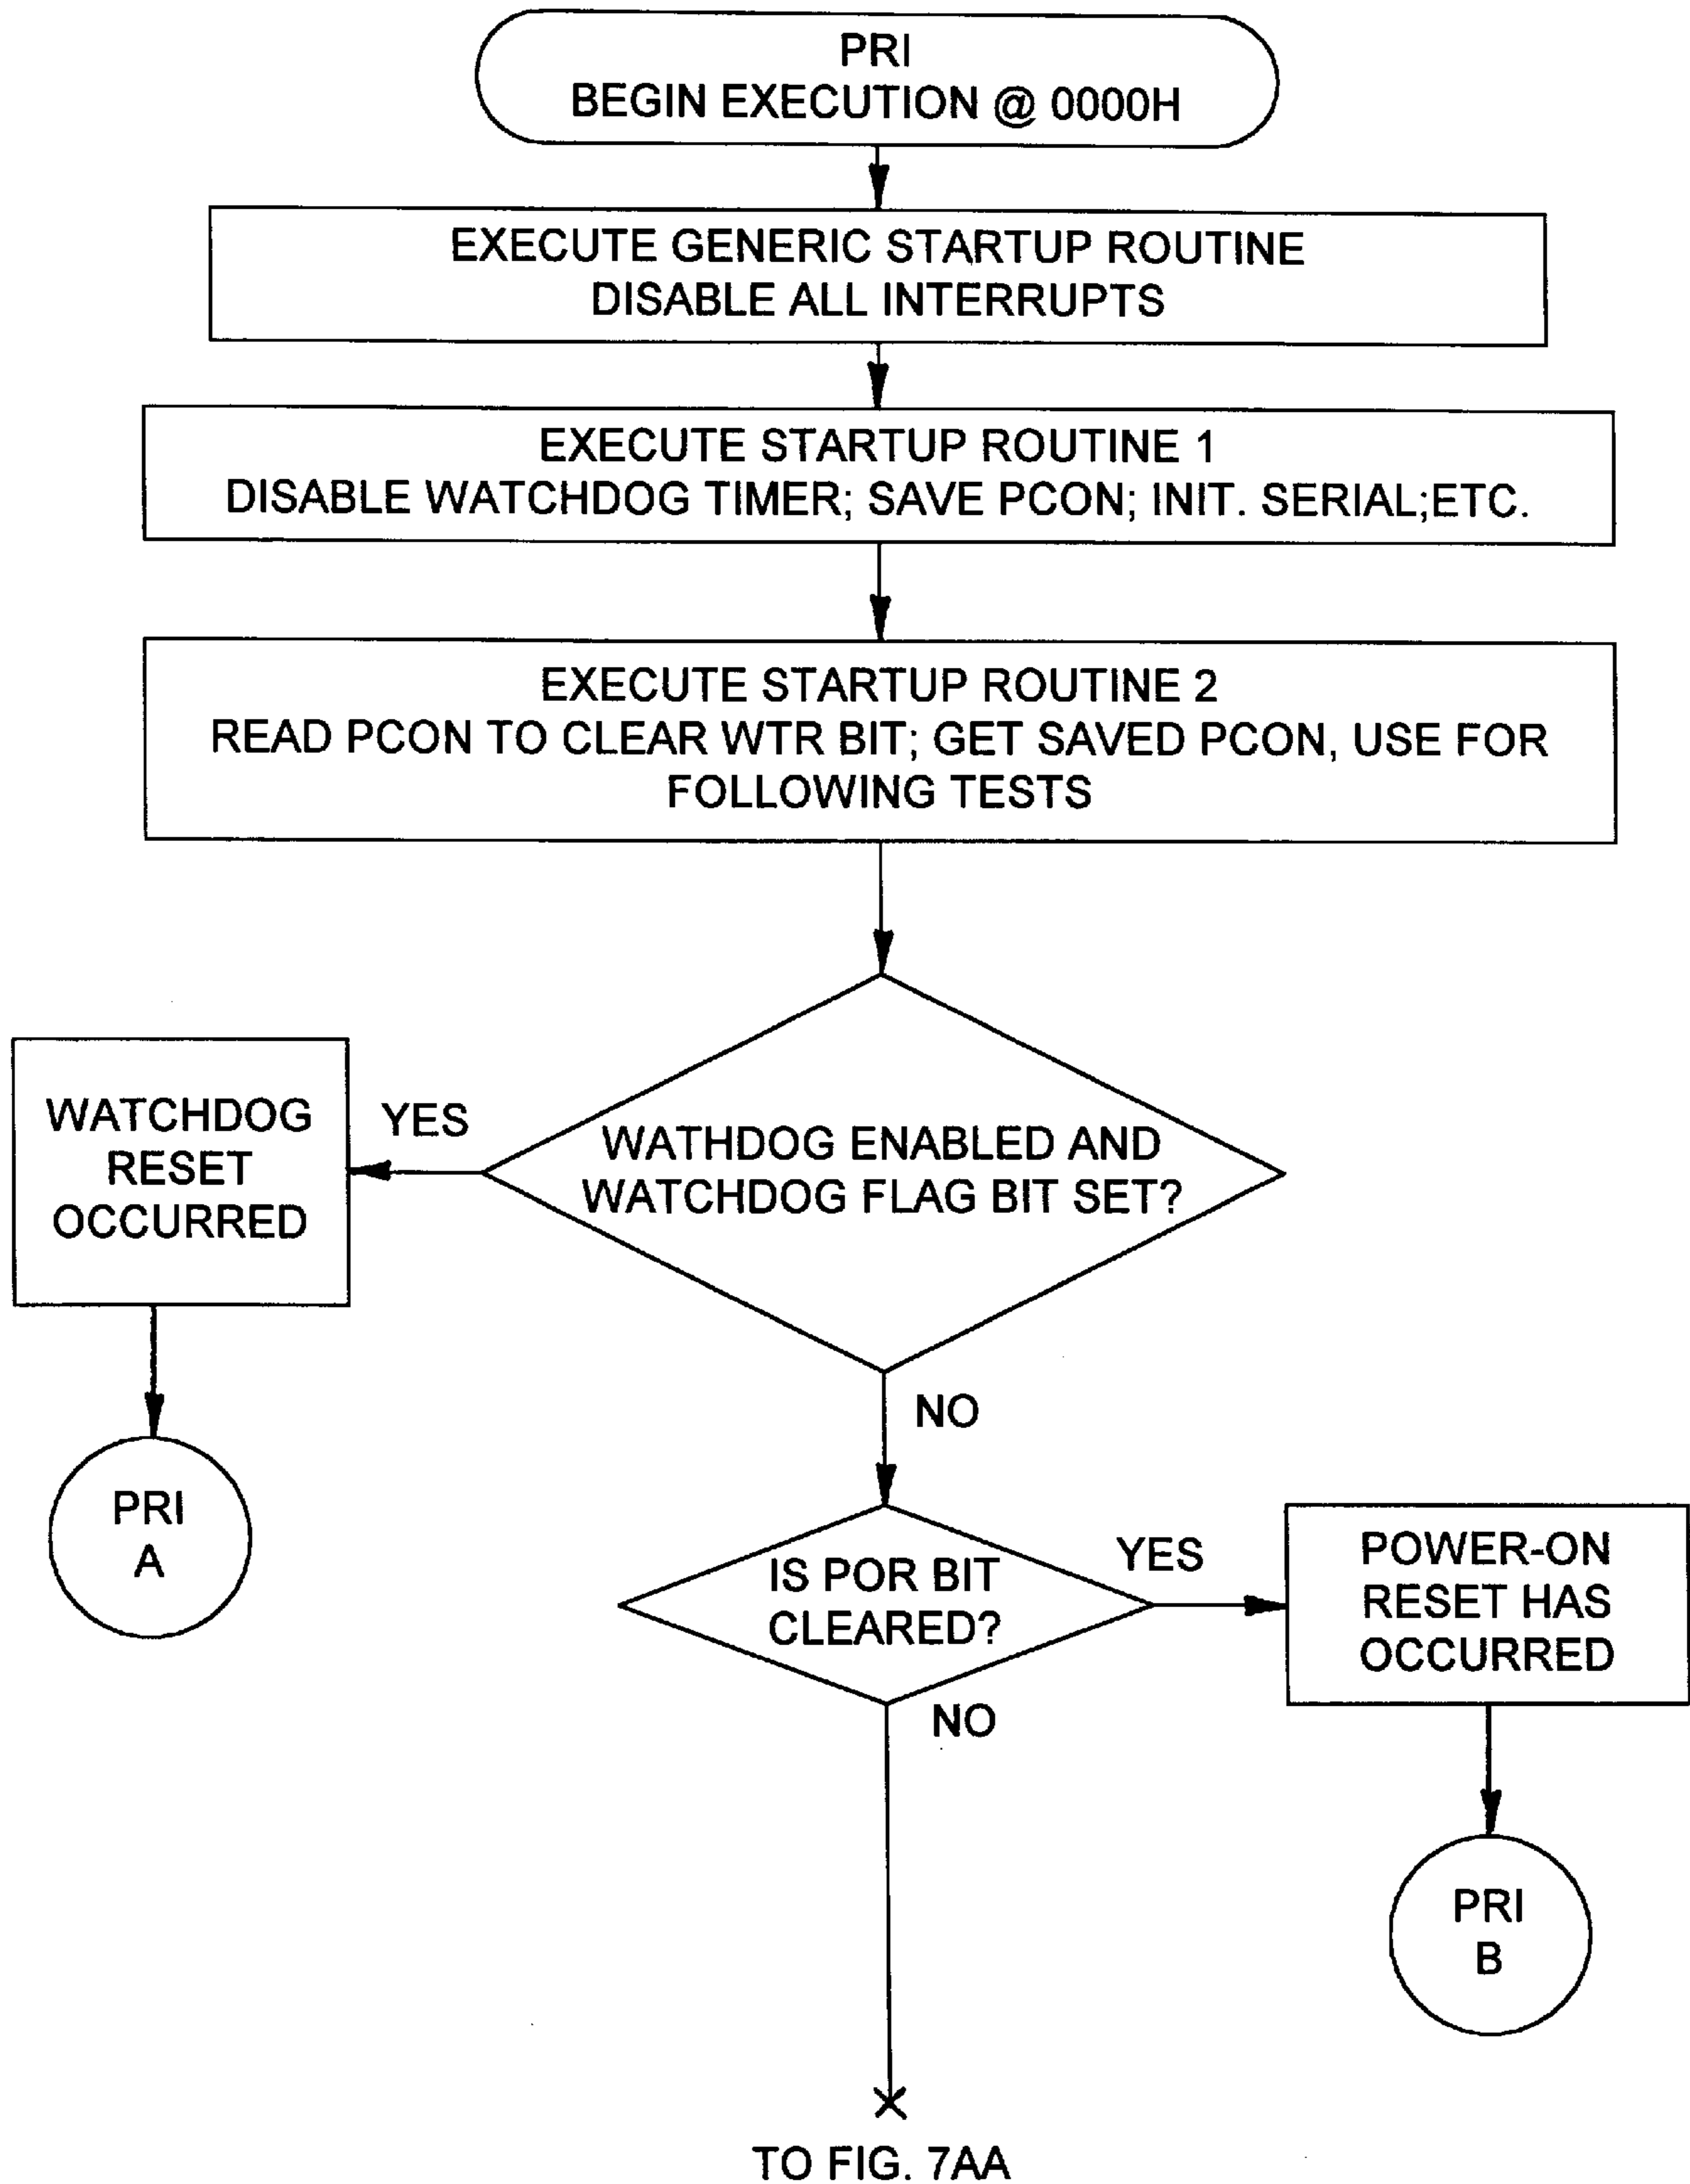 PRI
BEGIN EXECUTION @ 0000H
EXECUTE GENERIC STARTUP ROUTINE
DISABLE ALL INTERRUPTS
EXECUTE STARTUP ROUTINE 1
DISABLE WATCHDOG TIMER; SAVE PCON; INIT. SERIAL;ETC.
EXECUTE STARTUP ROUTINE 2
READ PCON TO CLEAR WTR BIT; GET SAVED PCON, USE FOR
FOLLOWING TESTS
WATHDOG ENABLED AND
WATCHDOG FLAG BIT SET?
YES
WATCHDOG
RESET
OCCURRED
PRI
A
NO
IS POR BIT
CLEARED?
YES
POWER-ON
RESET HAS
OCCURRED
PRI
B
NO
TO FIG. 7AA